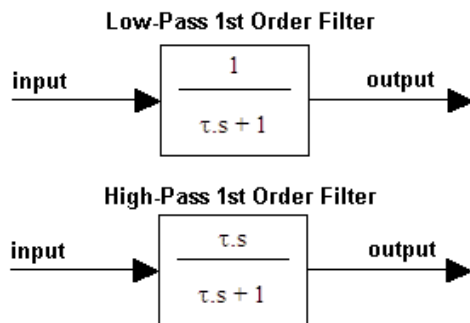 Low-Pass 1st Order Filter
input
1
τ.s + 1
output
High-Pass 1st Order Filter
input
τ.s
τ.s + 1
output